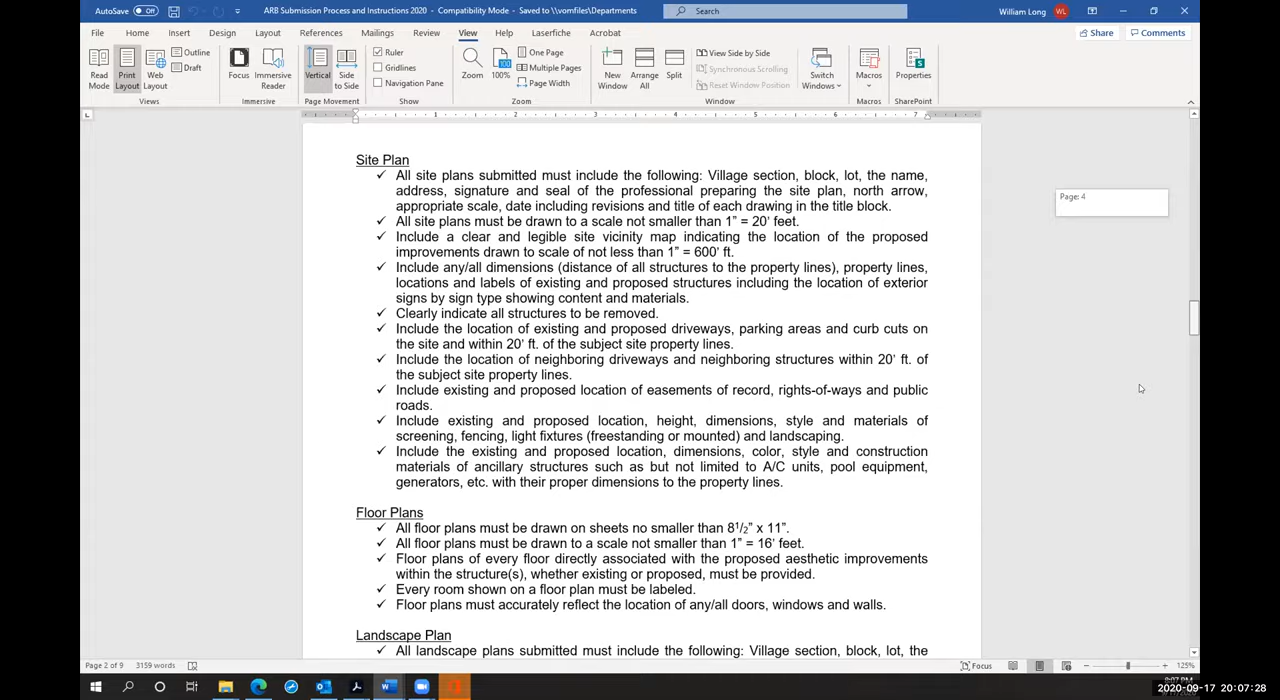 AutoSave Off
ARB Submission Process and Instructions 2020 - Compatibility Mode - Saved to \\vomfiles\Departments
Search
William Long WL
File Home Insert Design Layout References Mailings Review View Help Laserfiche Acrobat
Share Comments
Read Mode
Print Layout
Web Layout
Outline
Draft
Views
Focus
Immersive Reader
Immersive
Vertical
Side to Side
Page Movement
Ruler
Gridlines
Navigation Pane
Show
Zoom
100%
One Page
Multiple Pages
Page Width
Zoom
New Window
Arrange All
Split
View Side by Side
Synchronous Scrolling
Reset Window Position
Window
Switch Windows
Macros
Macros
Properties
SharePoint
1 2 3 4 5 6 7
Page: 4
Site Plan
✓ All site plans submitted must include the following: Village section, block, lot, the name,
address, signature and seal of the professional preparing the site plan, north arrow,
appropriate scale, date including revisions and title of each drawing in the title block.
✓ All site plans must be drawn to a scale not smaller than 1” = 20’ feet.
✓ Include a clear and legible site vicinity map indicating the location of the proposed
improvements drawn to scale of not less than 1” = 600’ ft.
✓ Include any/all dimensions (distance of all structures to the property lines), property lines,
locations and labels of existing and proposed structures including the location of exterior
signs by sign type showing content and materials.
✓ Clearly indicate all structures to be removed.
✓ Include the location of existing and proposed driveways, parking areas and curb cuts on
the site and within 20’ ft. of the subject site property lines.
✓ Include the location of neighboring driveways and neighboring structures within 20’ ft. of
the subject site property lines.
✓ Include existing and proposed location of easements of record, rights-of-ways and public
roads.
✓ Include existing and proposed location, height, dimensions, style and materials of
screening, fencing, light fixtures (freestanding or mounted) and landscaping.
✓ Include the existing and proposed location, dimensions, color, style and construction
materials of ancillary structures such as but not limited to A/C units, pool equipment,
generators, etc. with their proper dimensions to the property lines.
Floor Plans
✓ All floor plans must be drawn on sheets no smaller than 8¹/₂” x 11”.
✓ All floor plans must be drawn to a scale not smaller than 1” = 16’ feet.
✓ Floor plans of every floor directly associated with the proposed aesthetic improvements
within the structure(s), whether existing or proposed, must be provided.
✓ Every room shown on a floor plan must be labeled.
✓ Floor plans must accurately reflect the location of any/all doors, windows and walls.
Landscape Plan
✓ All landscape plans submitted must include the following: Village section, block, lot, the
Page 2 of 9 3159 words
Focus
125%
2020-09-17 20:07:28